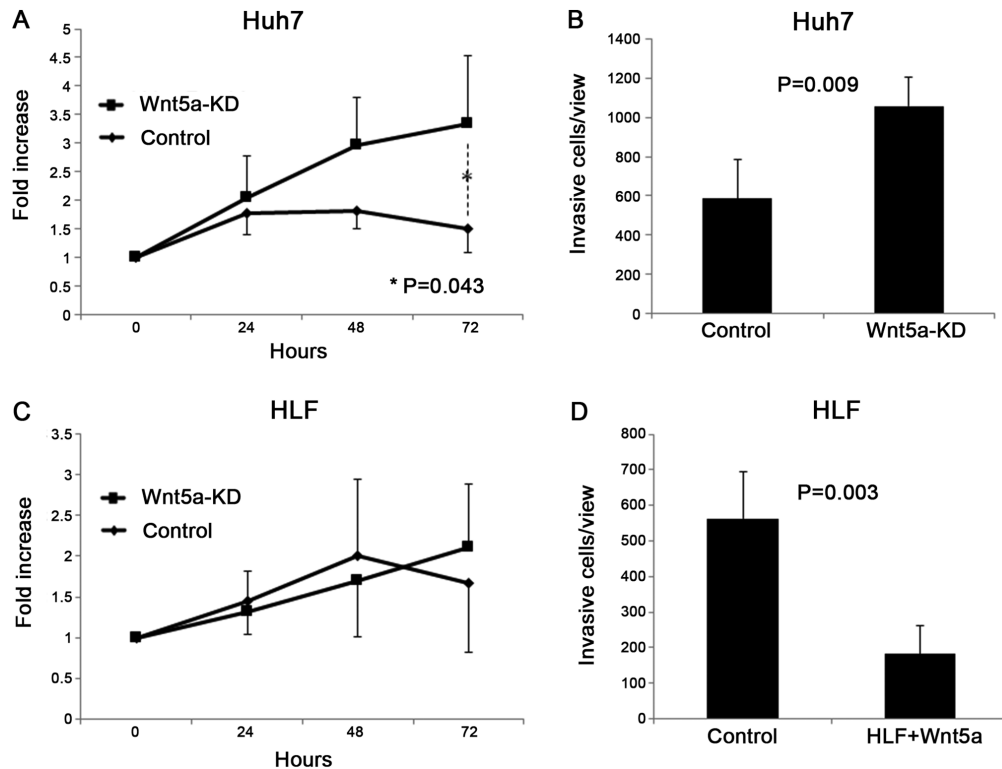 A
Huh7
Fold increase
5
4.5
4
3.5
3
2.5
2
1.5
1
0.5
0
Wnt5a-KD
Control
*
* P=0.043
0 24 48 72
Hours
B
Huh7
Invasive cells/view
1400
1200
1000
800
600
400
200
0
P=0.009
Control Wnt5a-KD
C
HLF
Fold increase
3.5
3
2.5
2
1.5
1
0.5
0
Wnt5a-KD
Control
0 24 48 72
Hours
D
HLF
Invasive cells/view
800
700
600
500
400
300
200
100
0
P=0.003
Control HLF+Wnt5a